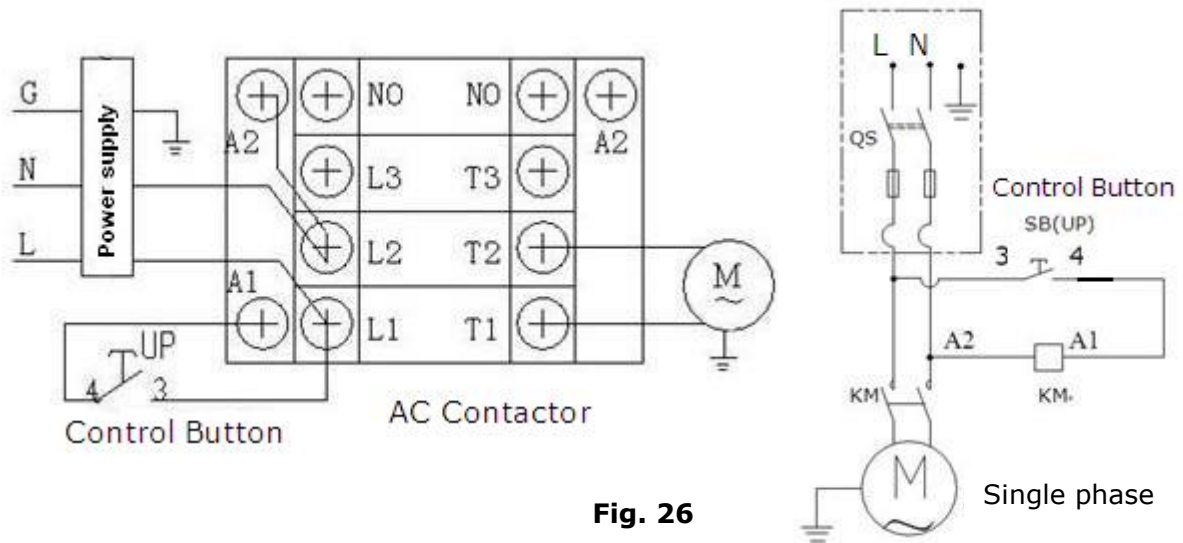 G
N
L
Power supply
A2
NO
NO
A2
L3
T3
L2
T2
A1
L1
T1
M
UP
4
3
Control Button
AC Contactor
L N
QS
Control Button
SB(UP)
3
4
A2
A1
KM
KM.
M
Single phase
Fig. 26